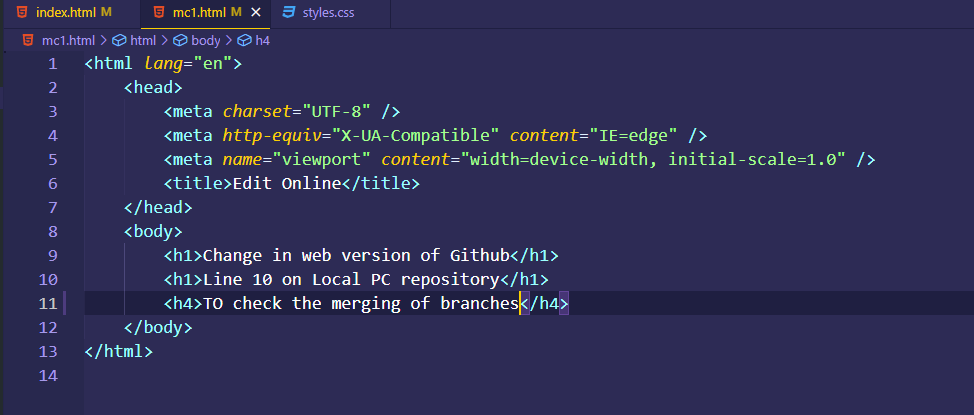 index.html M mc1.html M × styles.css
mc1.html > html > body > h4
1 <html lang="en">
2 <head>
3 <meta charset="UTF-8" />
4 <meta http-equiv="X-UA-Compatible" content="IE=edge" />
5 <meta name="viewport" content="width=device-width, initial-scale=1.0" />
6 <title>Edit Online</title>
7 </head>
8 <body>
9 <h1>Change in web version of Github</h1>
10 <h1>Line 10 on Local PC repository</h1>
11 <h4>TO check the merging of branches</h4>
12 </body>
13 </html>
14